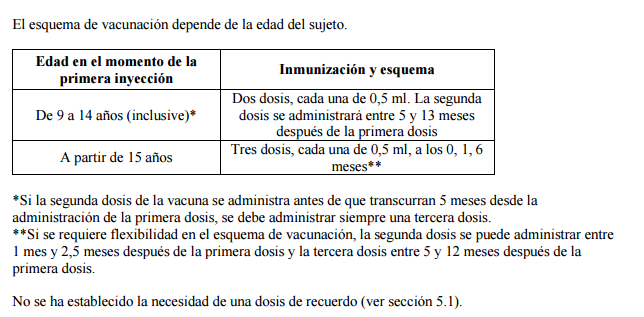 El esquema de vacunación depende de la edad del sujeto.
Edad en el momento de la
primera inyección
Inmunización y esquema
De 9 a 14 años (inclusive)*
Dos dosis, cada una de 0,5 ml. La segunda
dosis se administrará entre 5 y 13 meses
después de la primera dosis
A partir de 15 años
Tres dosis, cada una de 0,5 ml, a los 0, 1, 6
meses**
*Si la segunda dosis de la vacuna se administra antes de que transcurran 5 meses desde la
administración de la primera dosis, se debe administrar siempre una tercera dosis.
**Si se requiere flexibilidad en el esquema de vacunación, la segunda dosis se puede administrar entre
1 mes y 2,5 meses después de la primera dosis y la tercera dosis entre 5 y 12 meses después de la
primera dosis.
No se ha establecido la necesidad de una dosis de recuerdo (ver sección 5.1).